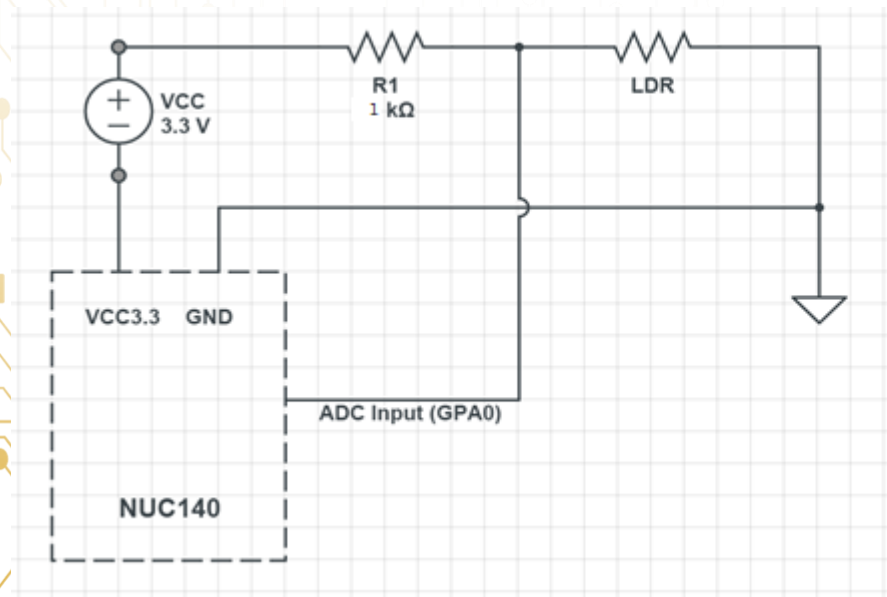 VCC
3.3 V
R1
1 kΩ
LDR
VCC3.3 GND
ADC Input (GPA0)
NUC140